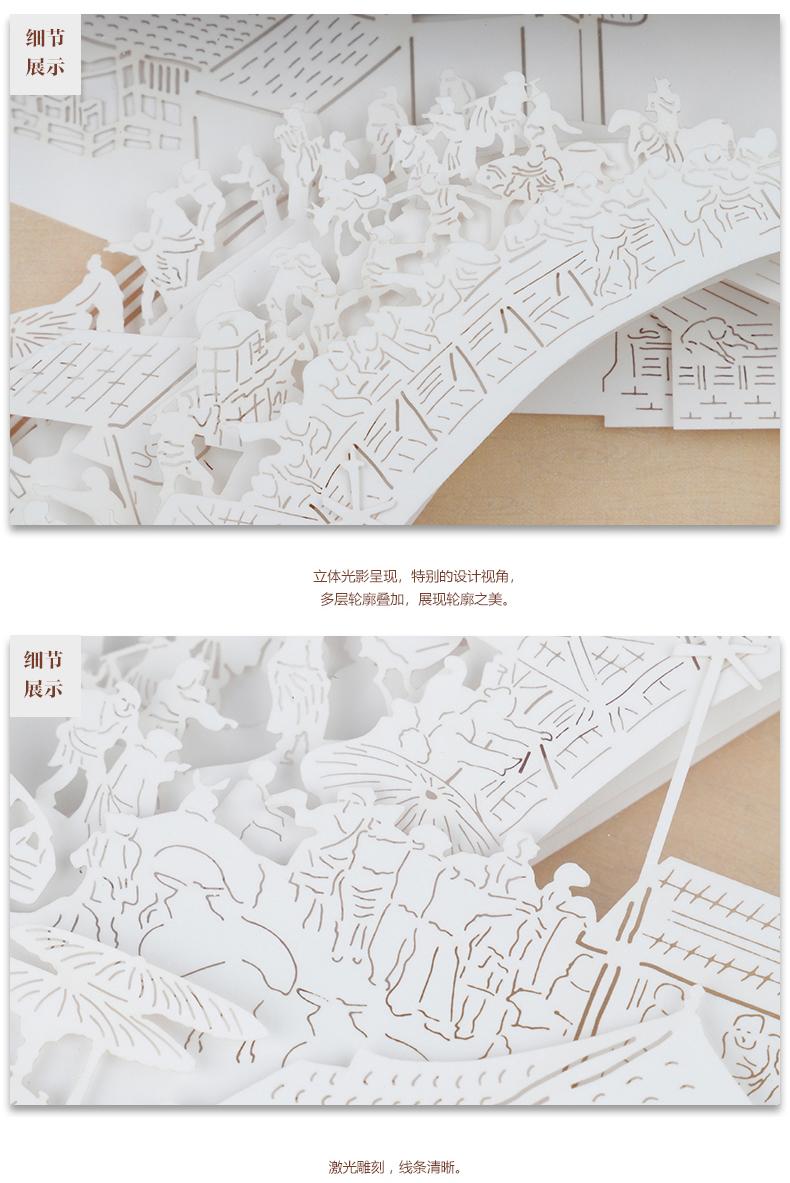 细节
展示
立体光影呈现，特别的设计视角，
多层轮廓叠加，展现轮廓之美。
细节
展示
激光雕刻，线条清晰。